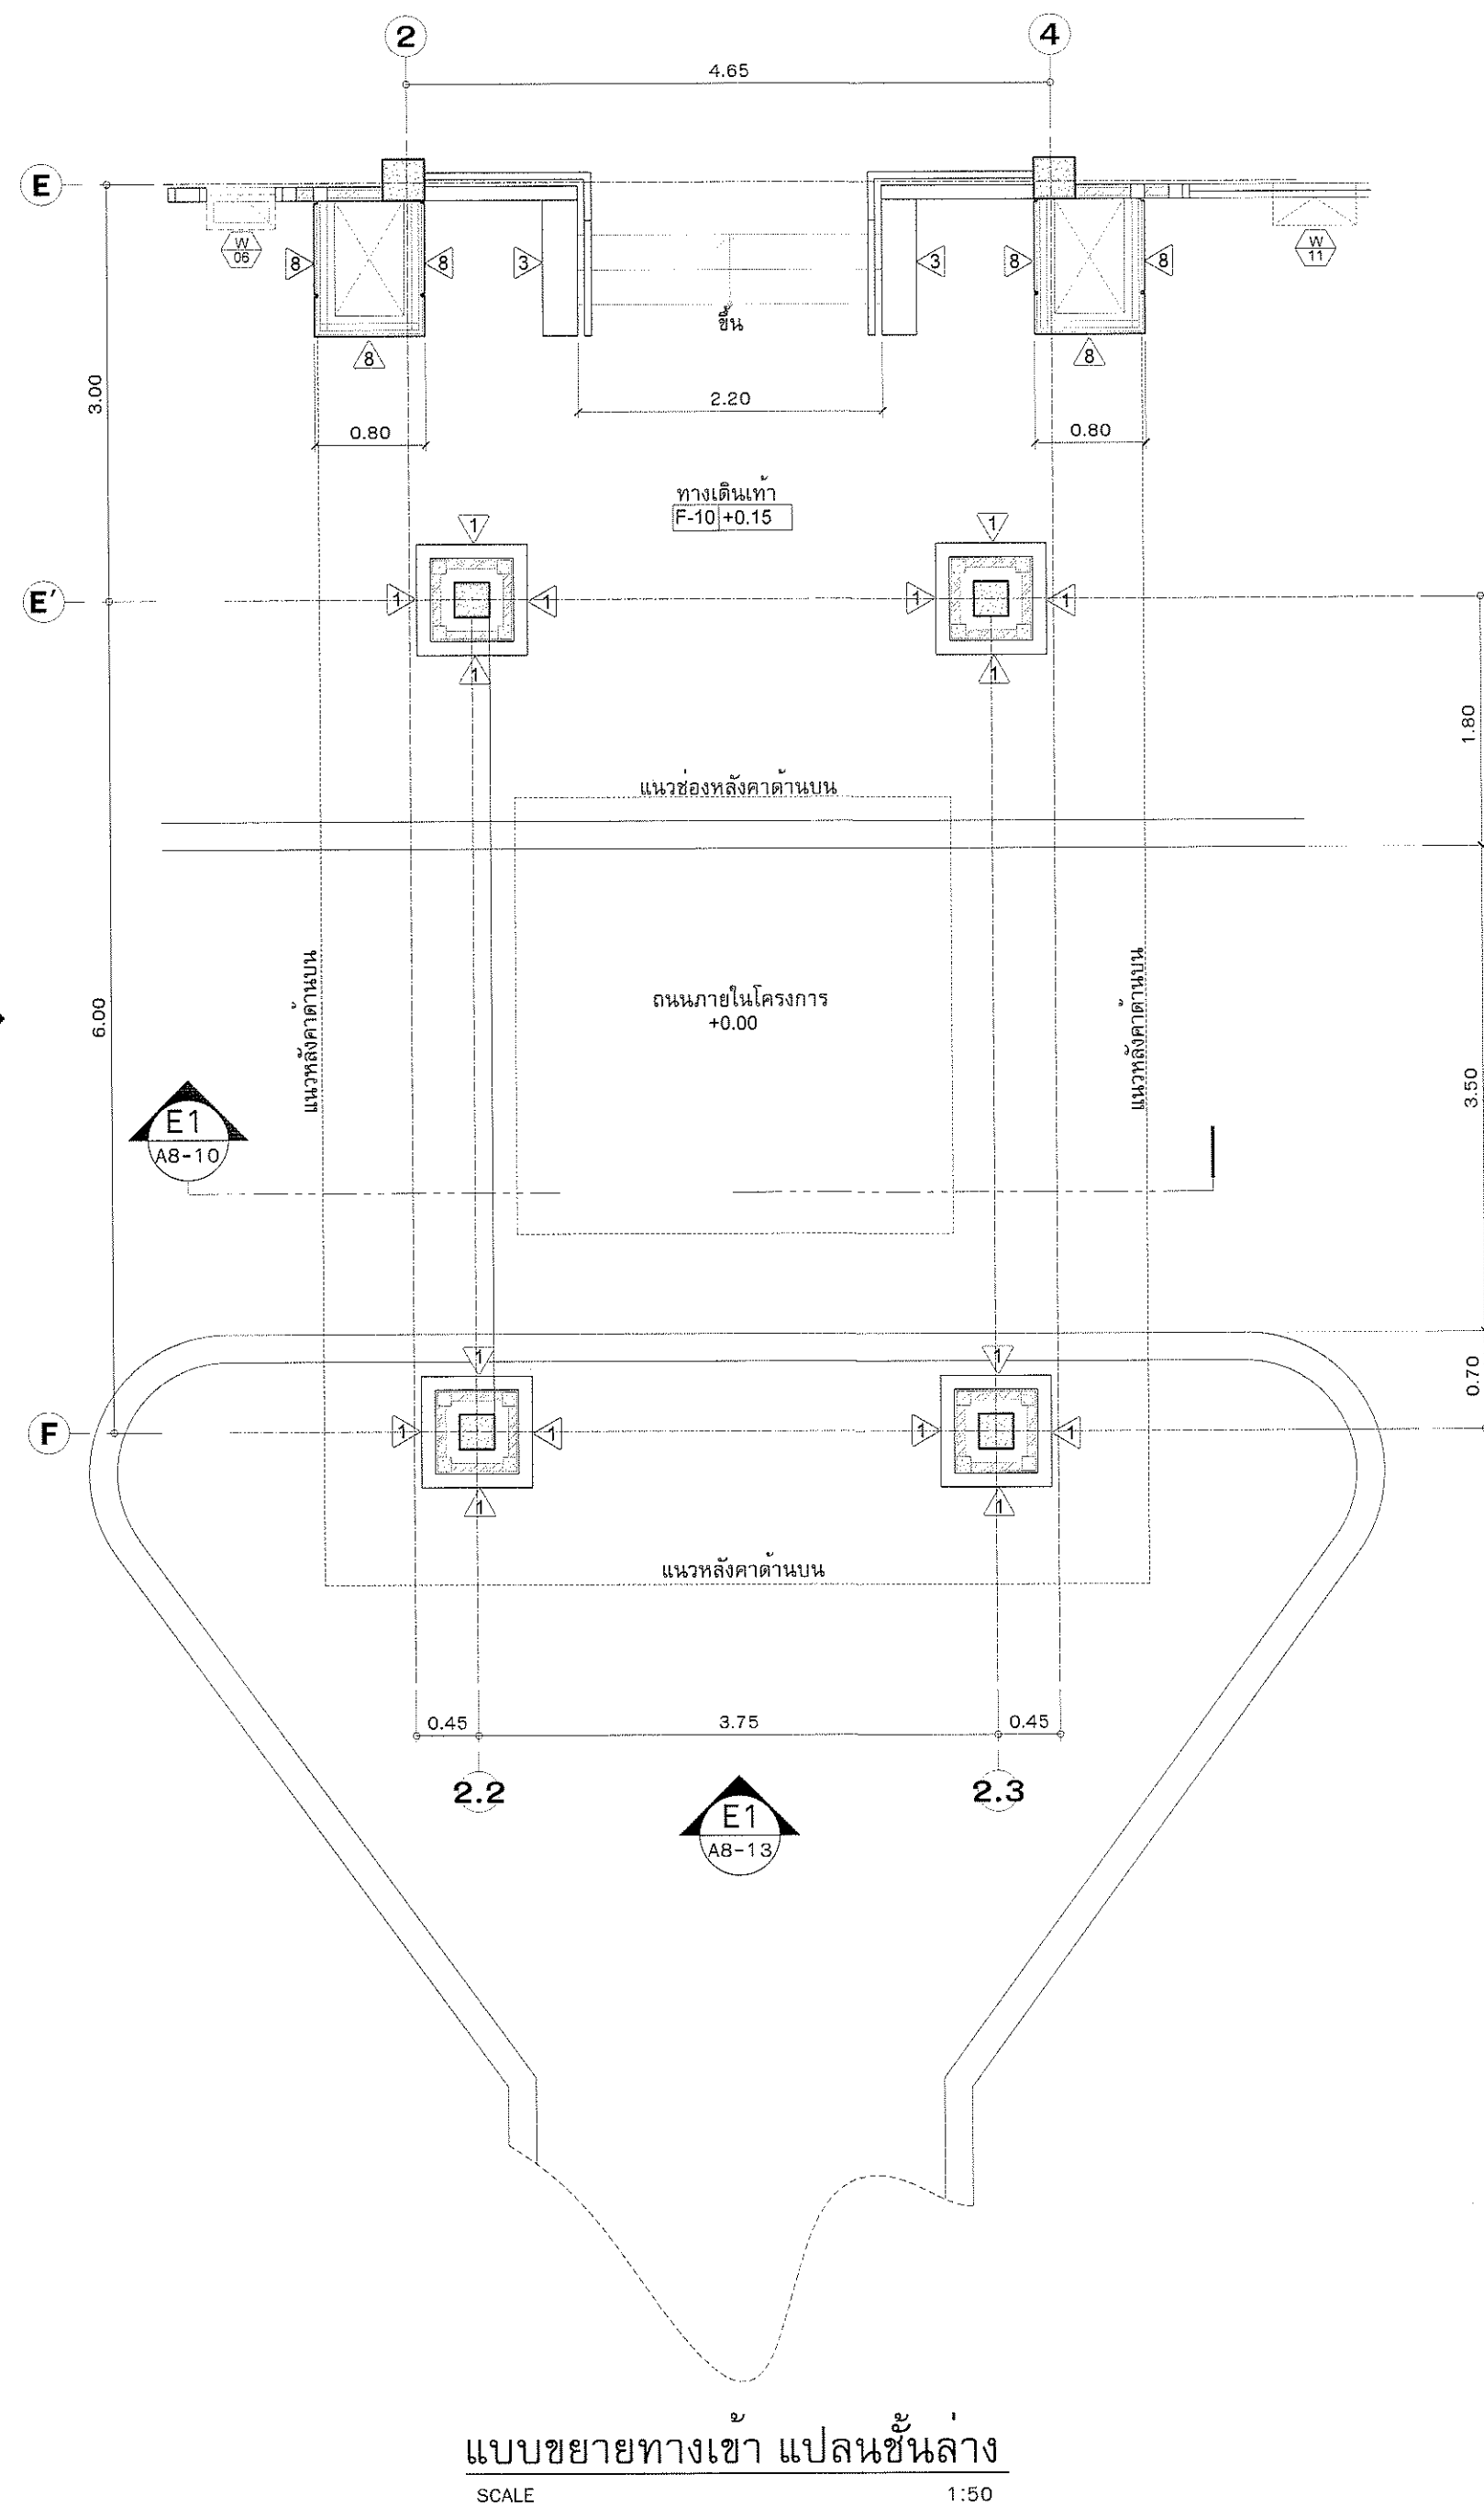 2
4
4.65
E
W
06
8
8
3
3
8
8
W
11
ขึ้น
8
8
3.00
2.20
0.80
0.80
ทางเดินเท้า
F-10 +0.15
1
1
E'
1
1
1
1
1
1
1.80
แนวช่องหลังคาด้านบน
แนวหลังคาด้านบน
แนวหลังคาด้านบน
6.00
ถนนภายในโครงการ
+0.00
3.50
E1
A8-10
1
1
0.70
F
1
1
1
1
1
1
แนวหลังคาด้านบน
0.45
3.75
0.45
2.2
2.3
E1
A8-13
แบบขยายทางเข้า แปลนชั้นล่าง
SCALE 1:50